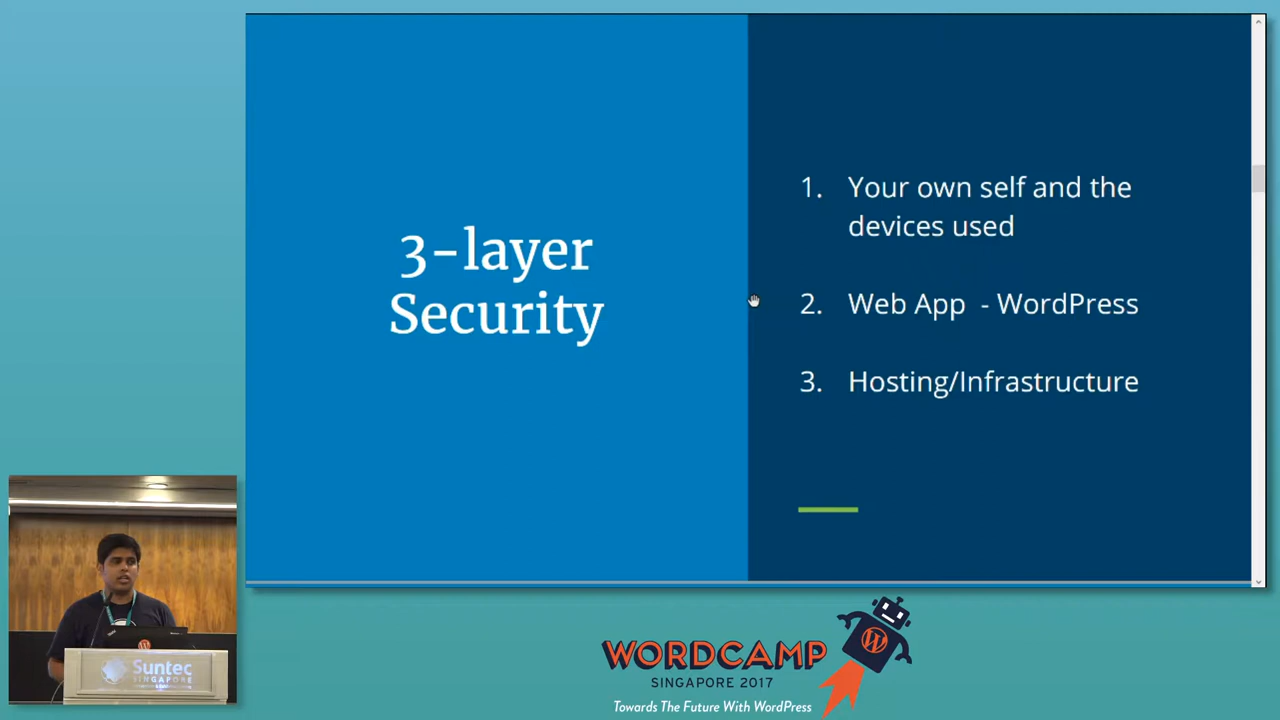 3-layer
Security
1. Your own self and the
devices used
2. Web App - WordPress
3. Hosting/Infrastructure
Suntec
SINGAPORE
WORDCAMP
SINGAPORE 2017
Towards The Future With WordPress